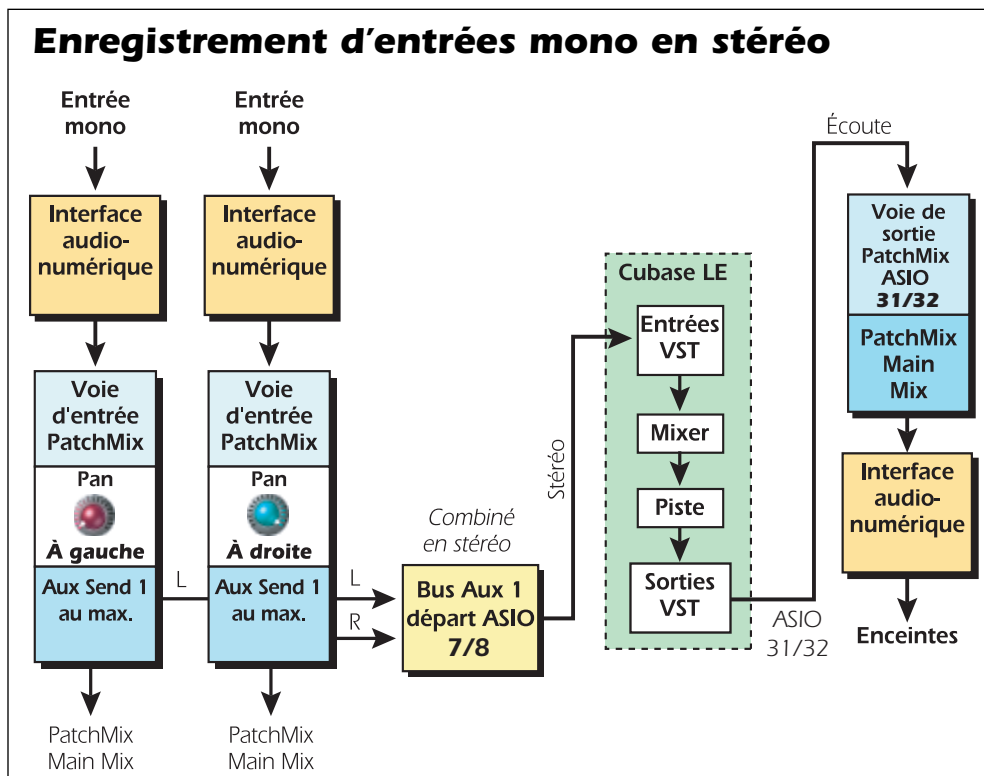 Enregistrement d'entrées mono en stéréo
Entrée
mono
Entrée
mono
Interface
audio-
numérique
Interface
audio-
numérique
Voie
d'entrée
PatchMix
Pan
À gauche
Aux Send 1
au max.
L
Voie
d'entrée
PatchMix
Pan
À droite
Aux Send 1
au max.
L
R
PatchMix
Main Mix
PatchMix
Main Mix
Combiné
en stéréo
Bus Aux 1
départ ASIO
7/8
Stéréo
Cubase LE
Entrées
VST
Mixer
Piste
Sorties
VST
ASIO
31/32
Écoute
Voie de
sortie
PatchMix
ASIO
31/32
PatchMix
Main
Mix
Interface
audio-
numérique
Enceintes